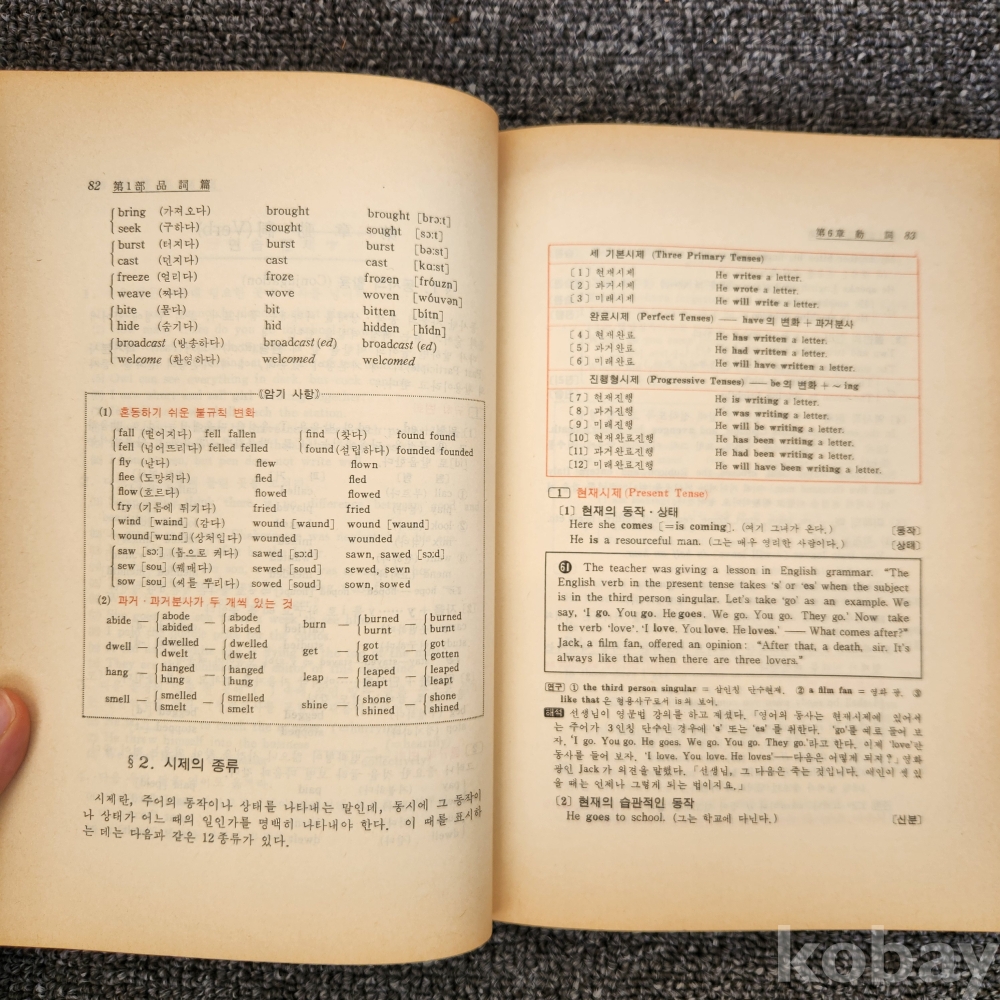 82 第1部 品 詞 篇
bring (가져오다) brought brought [brɔːt]
seek (구하다) sought sought [sɔːt]
burst (터지다) burst burst [bəːst]
cast (던지다) cast cast [kɑːst]
freeze (얼리다) froze frozen [fróuzn]
weave (짜다) wove woven [wóuvən]
bite (물다) bit bitten [bítn]
hide (숨기다) hid hidden [hídn]
broadcast (방송하다) broadcast (ed) broadcast (ed)
welcome (환영하다) welcomed welcomed
《암기 사항》
(1) 혼동하기 쉬운 불규칙 변화
fall (떨어지다) fell fallen find (찾다) found found
fell (넘어뜨리다) felled felled found (설립하다) founded founded
fly (날다) flew flown
flee (도망치다) fled fled
flow (흐르다) flowed flowed
fry (기름에 튀기다) fried fried
wind [waind] (감다) wound [waund] wound [waund]
wound [wuːnd] (상처입다) wounded wounded
saw [sɔː] (톱으로 켜다) sawed [sɔːd] sawn, sawed [sɔːd]
sew [sou] (꿰매다) sewed [soud] sewed, sewn
sow [sou] (씨를 뿌리다) sowed [soud] sown, sowed
(2) 과거·과거분사가 두 개씩 있는 것
abide — abode abided — abode abided burn — burned burnt — burned burnt
dwell — dwelled dwelt — dwelled dwelt get — got got — got gotten
hang — hanged hung — hanged hung leap — leaped leapt — leaped leapt
smell — smelled smelt — smelled smelt shine — shone shined — shone shined
§ 2. 시제의 종류
시제란, 주어의 동작이나 상태를 나타내는 말인데, 동시에 그 동작이
나 상태가 어느 때의 일인가를 명백히 나타내야 한다. 이 때를 표시하
는 데는 다음과 같은 12종류가 있다.
第6章 動 詞 83
세 기본시제 (Three Primary Tenses)
[1] 현재시제 He writes a letter.
[2] 과거시제 He wrote a letter.
[3] 미래시제 He will write a letter.
완료시제 (Perfect Tenses) —— have의 변화 + 과거분사
[4] 현재완료 He has written a letter.
[5] 과거완료 He had written a letter.
[6] 미래완료 He will have written a letter.
진행형시제 (Progressive Tenses) —— be의 변화 + ~ing
[7] 현재진행 He is writing a letter.
[8] 과거진행 He was writing a letter.
[9] 미래진행 He will be writing a letter.
[10] 현재완료진행 He has been writing a letter.
[11] 과거완료진행 He had been writing a letter.
[12] 미래완료진행 He will have been writing a letter.
1 현재시제 (Present Tense)
[1] 현재의 동작·상태
Here she comes [=is coming]. (여기 그녀가 온다.) [동작]
He is a resourceful man. (그는 매우 영리한 사람이다.) [상태]
61 The teacher was giving a lesson in English grammar. "The
English verb in the present tense takes 's' or 'es' when the subject
is in the third person singular. Let's take 'go' as an example. We
say, 'I go. You go. He goes. We go. You go. They go.' Now take
the verb 'love'. 'I love. You love. He loves.' —— What comes after?"
Jack, a film fan, offered an opinion: "After that, a death, sir. It's
always like that when there are three lovers."
연구 ① the third person singular = 삼인칭 단수현재. ② a film fan = 영화 팬. ③
like that 은 형용사구로서 is의 보어.
해석 선생님이 영문법 강의를 하고 계셨다. 「영어의 동사는 현재시제에 있어서
는 주어가 3인칭 단수인 경우에 's' 또는 'es'를 취한다. 'go'를 예로 들어 보
자. 'I go. You go. He goes. We go. You go. They go.'라고 한다. 이제 'love'란
동사를 들어 보자. 'I love. You love. He loves'——다음은 어떻게 되지?」 영화
광인 Jack가 의견을 말했다. 「선생님, 그 다음은 죽는 것입니다. 애인이 셋 있
을 때는 언제나 그렇게 되는 법이지요.」
[2] 현재의 습관적인 동작
He goes to school. (그는 학교에 다닌다.) [신분]
kobay